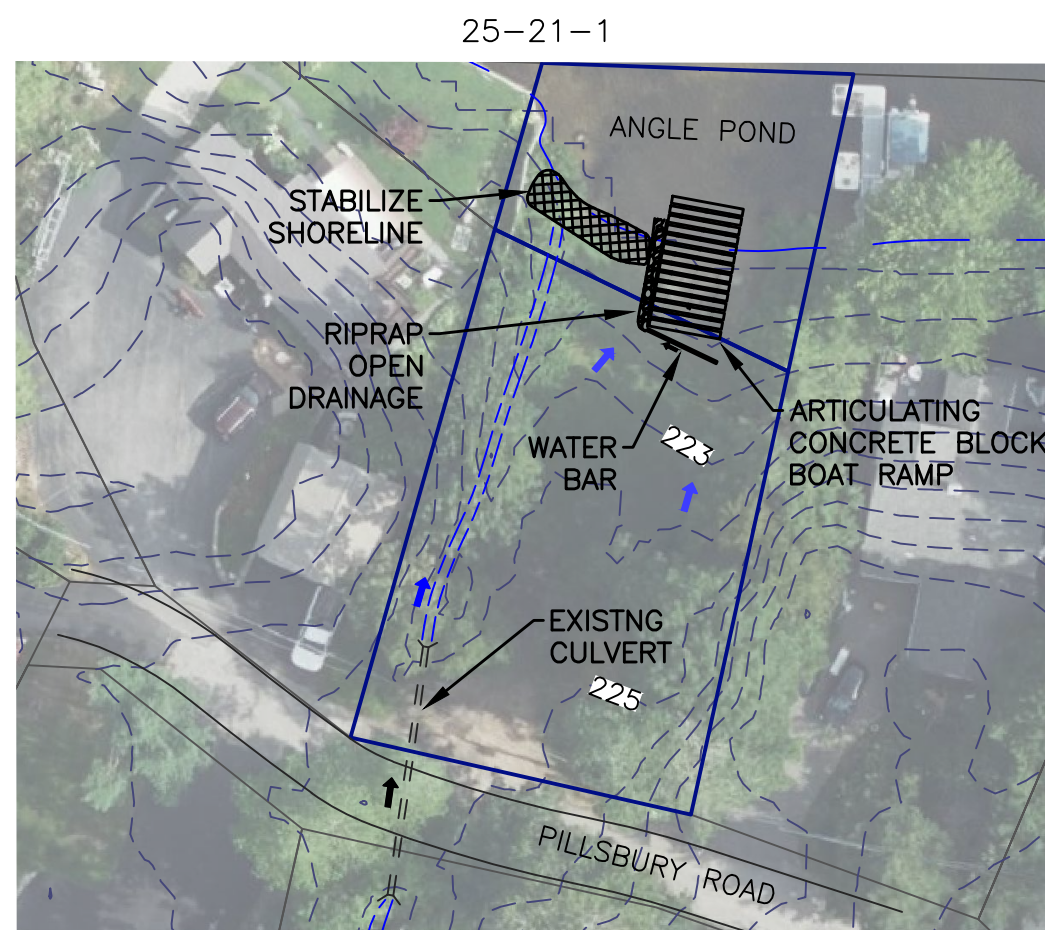 25-21-1
ANGLE POND
STABILIZE
SHORELINE
RIPRAP
OPEN
DRAINAGE
WATER
BAR
223
ARTICULATING
CONCRETE BLOCK
BOAT RAMP
EXISTNG
CULVERT
225
PILLSBURY ROAD